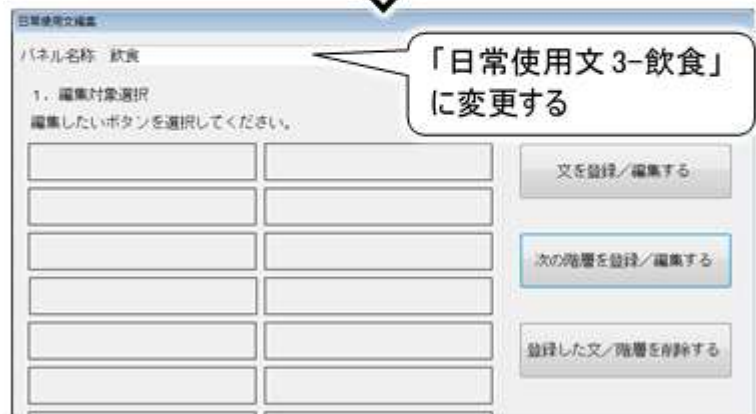 日常使用文編集
パネル名称 飲食
「日常使用文3-飲食」
に変更する
1．編集対象選択
編集したいボタンを選択してください。
文を登録／編集する
次の階層を登録／編集する
登録した文／階層を削除する